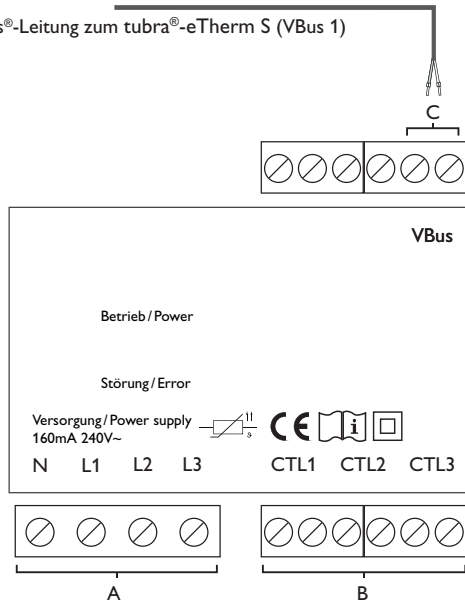 s®-Leitung zum tubra®-eTherm S (VBus 1)
C
VBus
Betrieb / Power
Störung / Error
Versorgung / Power supply
160mA 240V~
N L1 L2 L3 CTL1 CTL2 CTL3
A B